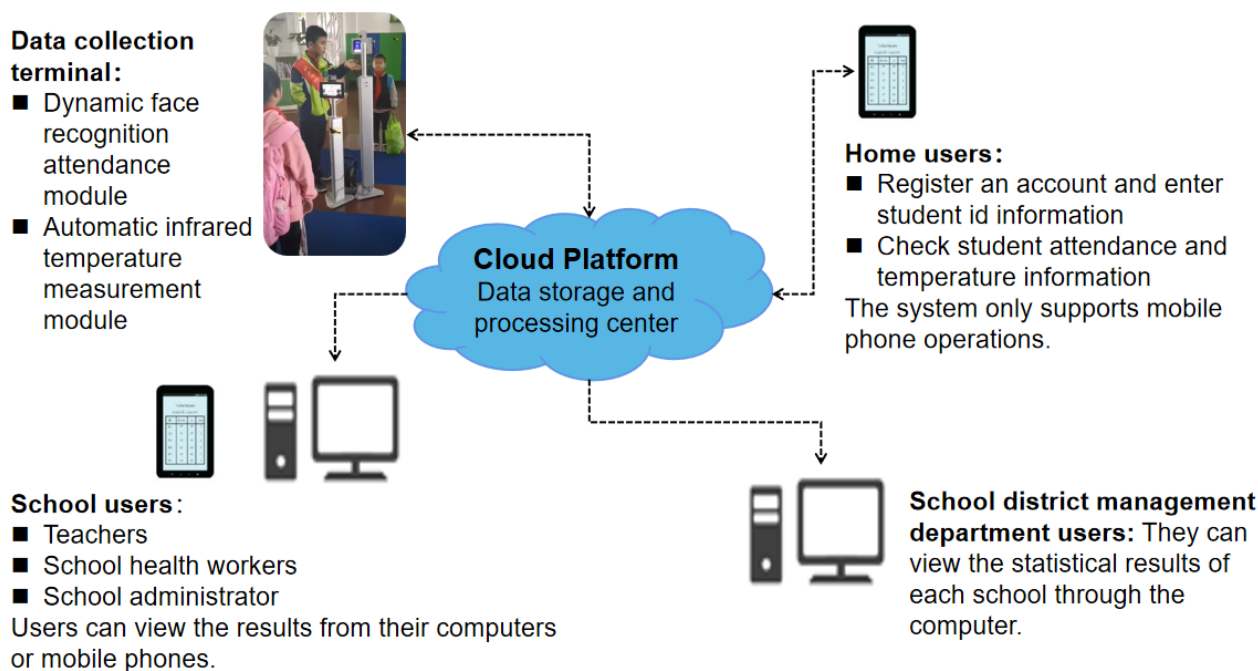 Data collection
terminal：
■ Dynamic face
recognition
attendance
module
■ Automatic infrared
temperature
measurement
module
Cloud Platform
Data storage and
processing center
Home users：
■ Register an account and enter
student id information
■ Check student attendance and
temperature information
The system only supports mobile
phone operations.
School users：
■ Teachers
■ School health workers
■ School administrator
Users can view the results from their computers
or mobile phones.
School district management
department users: They can
view the statistical results of
each school through the
computer.